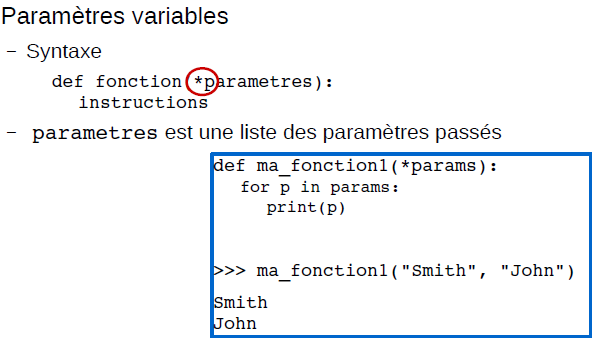 Paramètres variables
– Syntaxe
def fonction *parametres):
instructions
– parametres est une liste des paramètres passés
def ma_fonction1(*params):
for p in params:
print(p)
>>> ma_fonction1("Smith", "John")
Smith
John